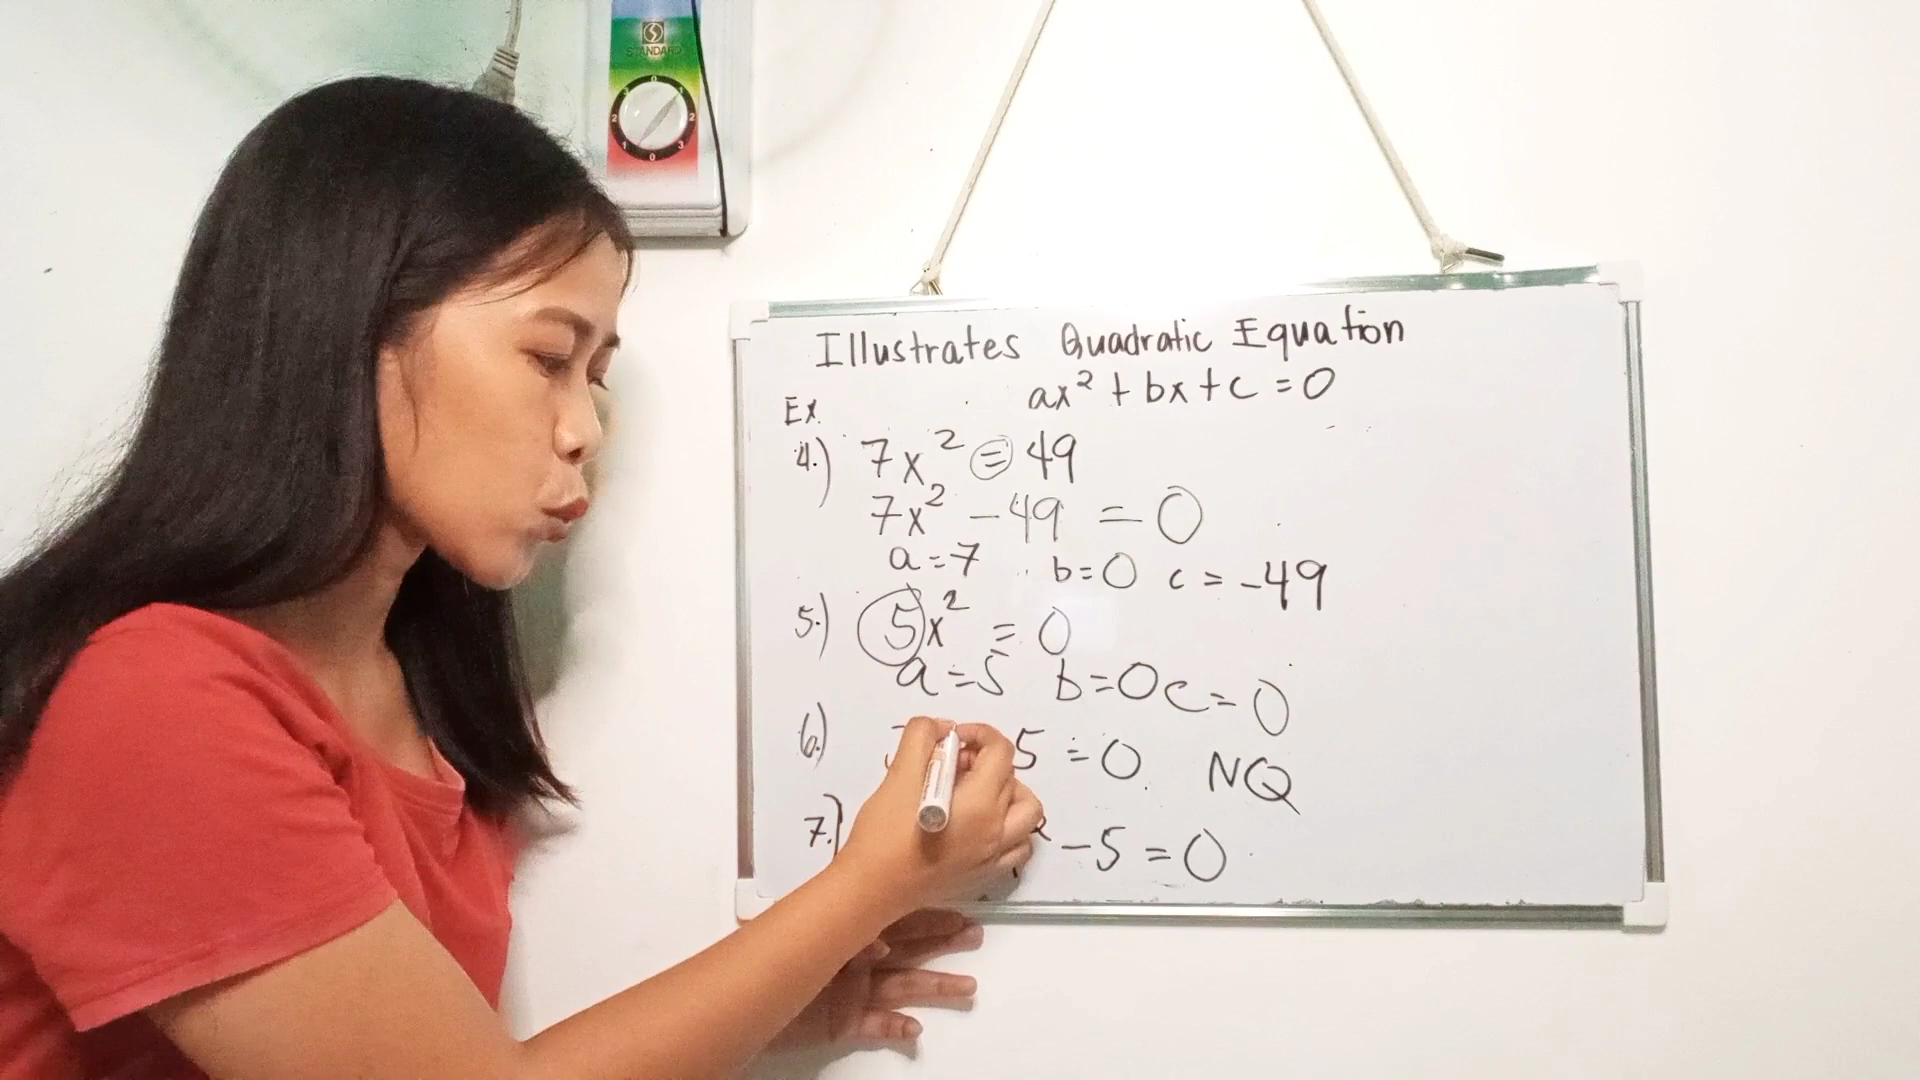 STANDARD
Illustrates Quadratic Equation
ax² + bx + c = 0
Ex.
4.) 7x² = 49
7x² - 49 = 0
a = 7 b = 0 c = -49
5.) 5x² = 0
a = 5 b = 0 c = 0
6.) 5 = 0 NQ
7.) - 5 = 0